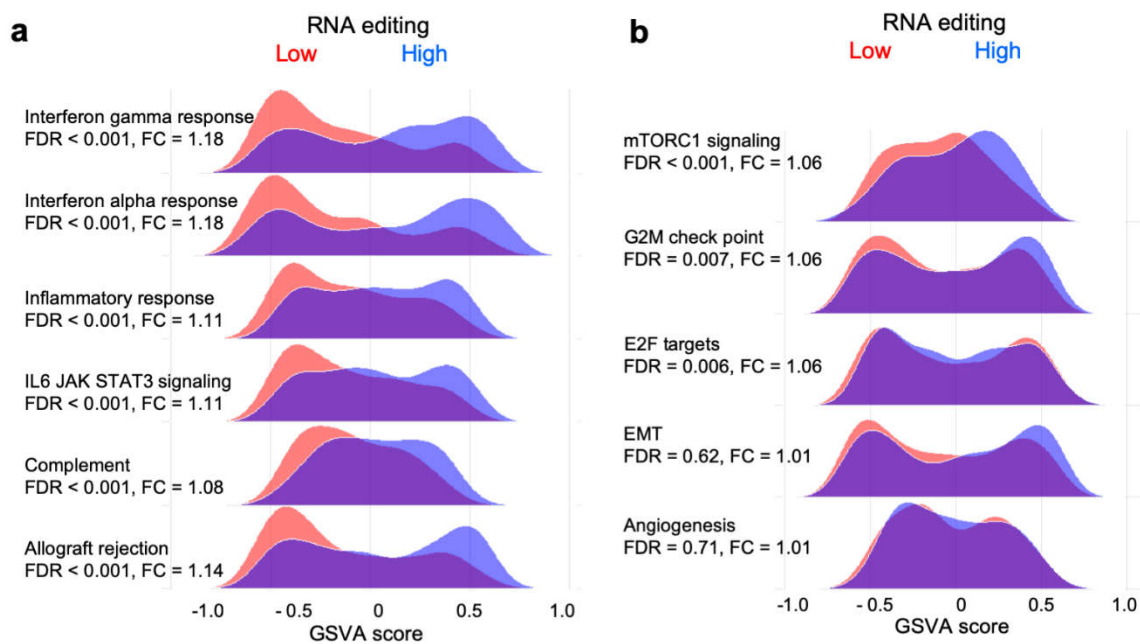 a
RNA editing
Low High
Interferon gamma response
FDR < 0.001, FC = 1.18
Interferon alpha response
FDR < 0.001, FC = 1.18
Inflammatory response
FDR < 0.001, FC = 1.11
IL6 JAK STAT3 signaling
FDR < 0.001, FC = 1.11
Complement
FDR < 0.001, FC = 1.08
Allograft rejection
FDR < 0.001, FC = 1.14
-1.0 -0.5 0 0.5 1.0
GSVA score
b
RNA editing
Low High
mTORC1 signaling
FDR < 0.001, FC = 1.06
G2M check point
FDR = 0.007, FC = 1.06
E2F targets
FDR = 0.006, FC = 1.06
EMT
FDR = 0.62, FC = 1.01
Angiogenesis
FDR = 0.71, FC = 1.01
-1.0 -0.5 0 0.5 1.0
GSVA score